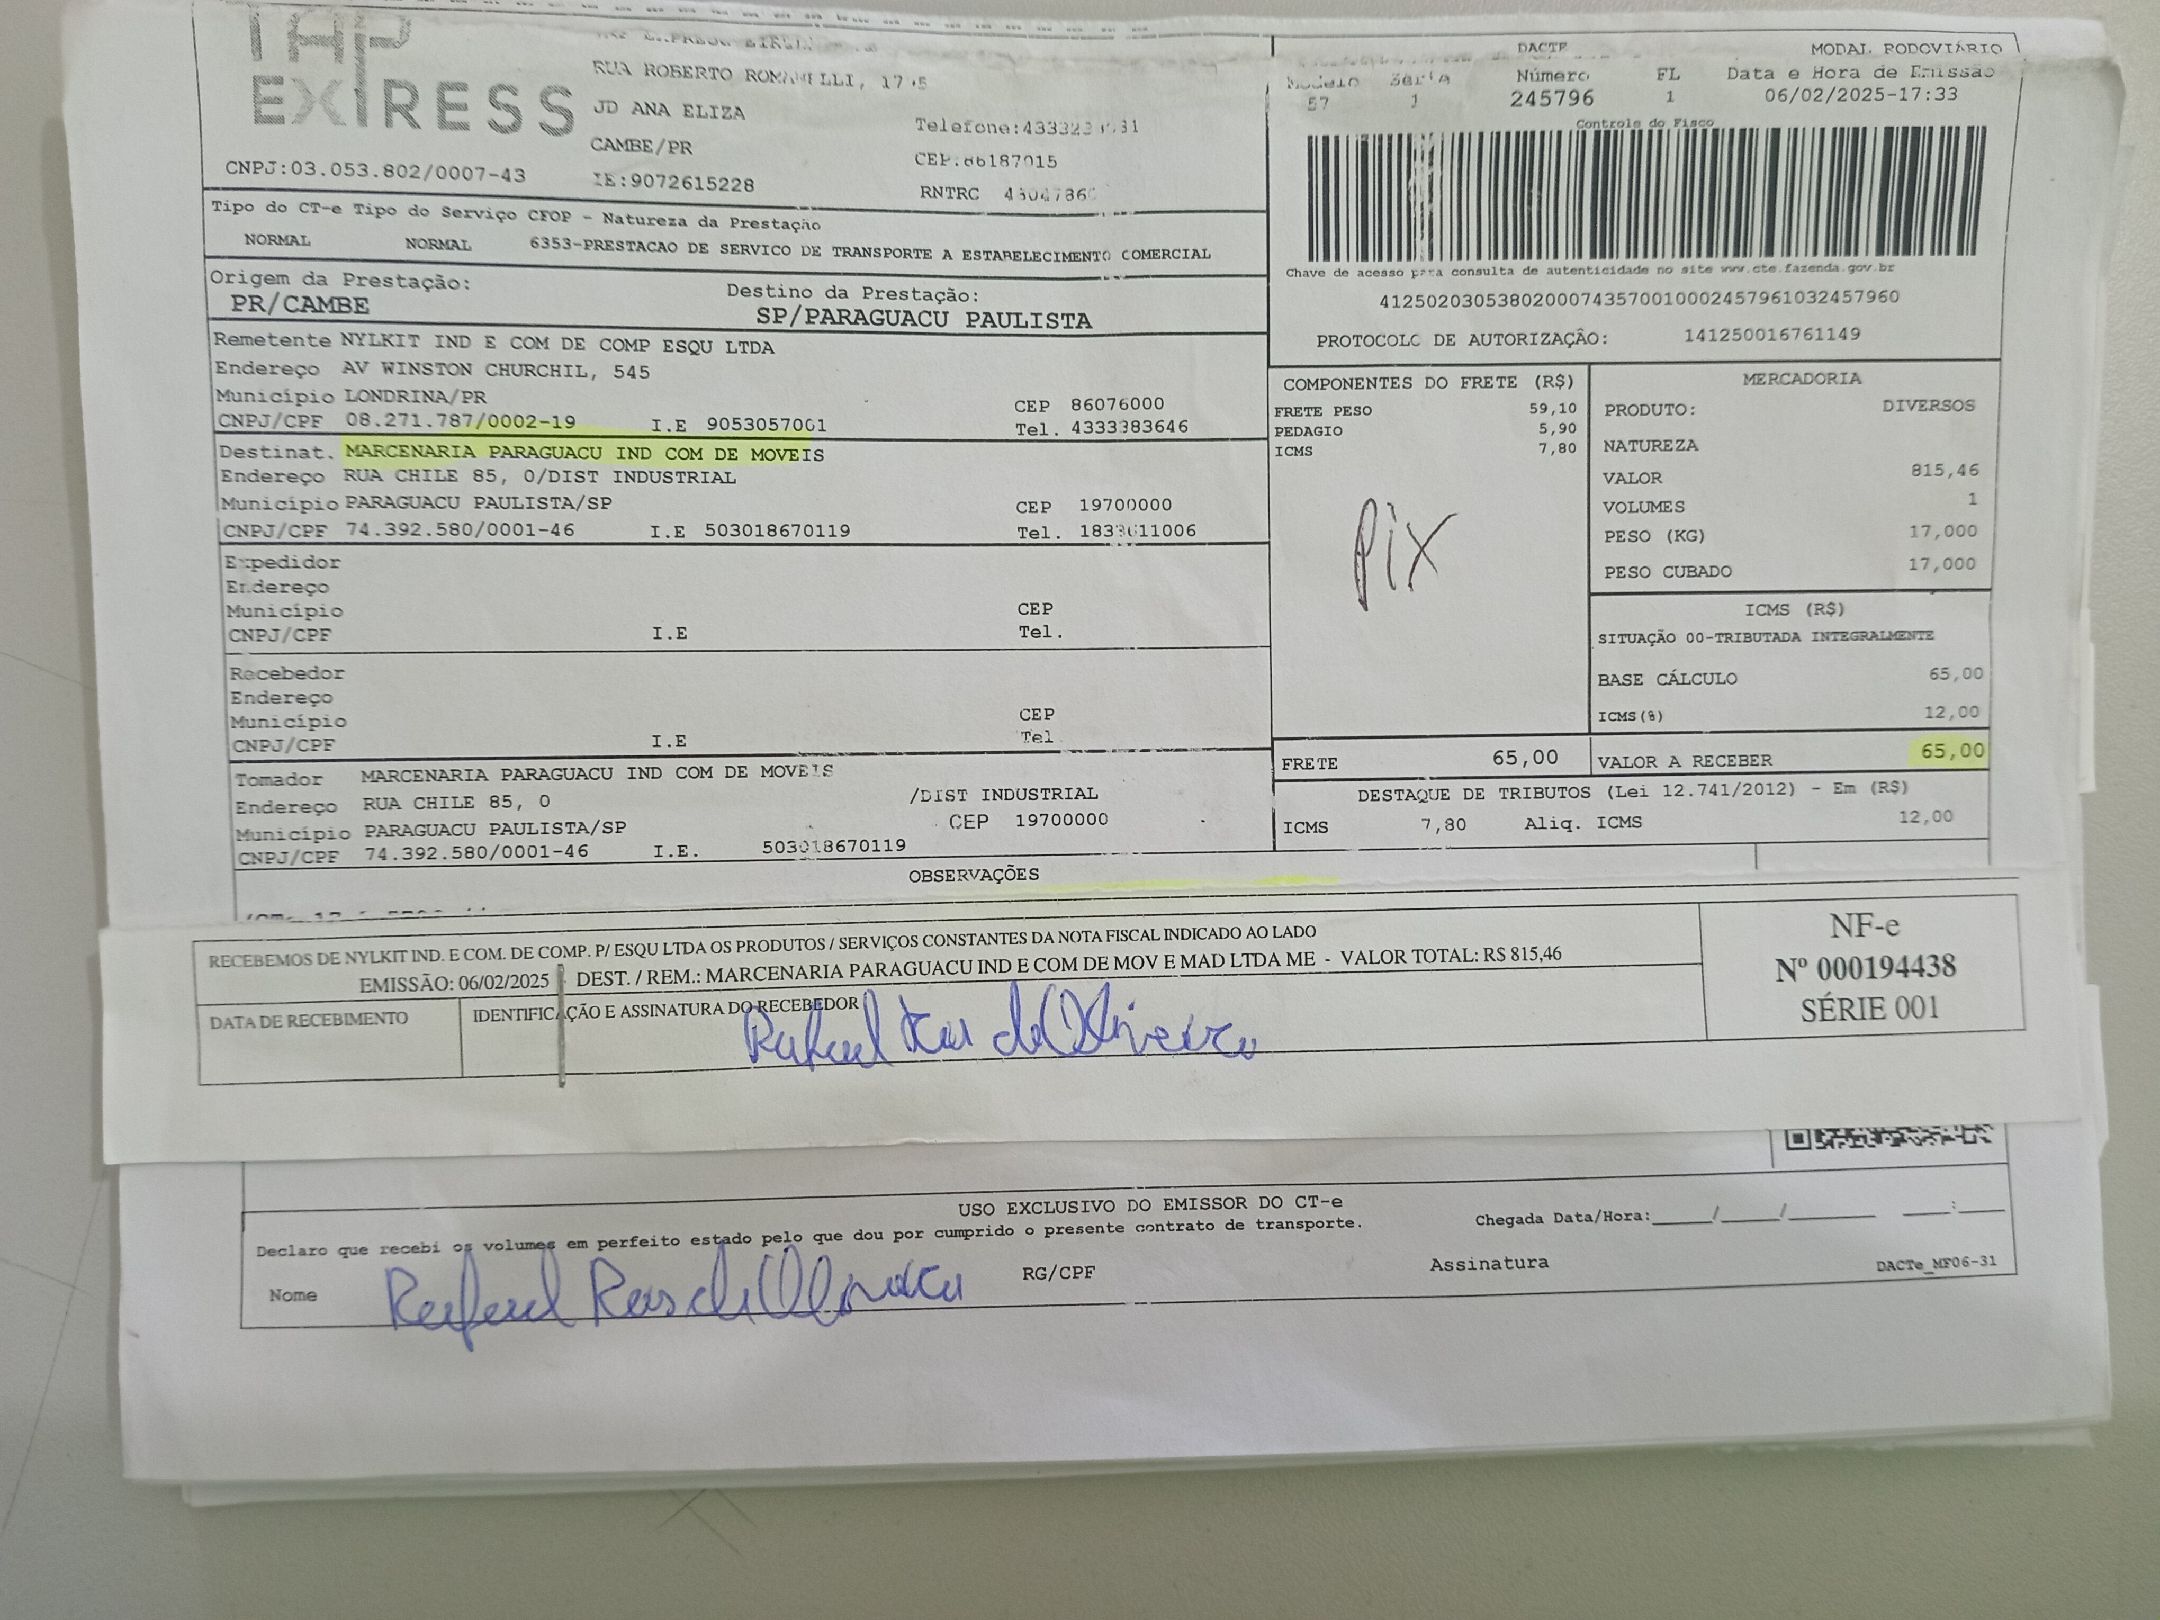 TAP
EXPRESS
RUA ROBERTO ROMANELLI,
JD ANA ELIZA
CAMBE/PR
CNPJ:03.053.802/0007-43
IE:9072615228
CEP:86187015
RNTRC
DACTE
MODAL RODOVIÁRIO
Modelo Serie Número FL Data e Hora de Emissão
57 1 245796 1 06/02/2025-17:33
Controle do Fisco
Chave de acesso para consulta de autenticidade no site www.cte.fazenda.gov.br
41250203053802000743570010002457961032457960
PROTOCOLO DE AUTORIZAÇÃO: 141250016761149
Tipo do CT-e Tipo do Serviço CFOP - Natureza da Prestação
NORMAL NORMAL 6353-PRESTACAO DE SERVICO DE TRANSPORTE A ESTABELECIMENTO COMERCIAL
Origem da Prestação: Destino da Prestação:
PR/CAMBE SP/PARAGUACU PAULISTA
Remetente NYLKIT IND E COM DE COMP ESQU LTDA
Endereço AV WINSTON CHURCHIL, 545
Município LONDRINA/PR CEP 86076000
CNPJ/CPF 08.271.787/0002-19 I.E 9053057001 Tel. 4333383646
Destinat. MARCENARIA PARAGUACU IND COM DE MOVEIS
Endereço RUA CHILE 85, 0/DIST INDUSTRIAL
Município PARAGUACU PAULISTA/SP CEP 19700000
CNPJ/CPF 74.392.580/0001-46 I.E 503018670119 Tel. 1833611006
Expedidor
Endereço
Município CEP
CNPJ/CPF I.E Tel.
Recebedor
Endereço
Município CEP
CNPJ/CPF I.E Tel
Tomador MARCENARIA PARAGUACU IND COM DE MOVEIS
Endereço RUA CHILE 85, 0 /DIST INDUSTRIAL
Município PARAGUACU PAULISTA/SP CEP 19700000
CNPJ/CPF 74.392.580/0001-46 I.E. 503018670119
COMPONENTES DO FRETE (R$)
FRETE PESO 59,10
PEDAGIO 5,90
ICMS 7,80
Pix
FRETE 65,00
MERCADORIA
PRODUTO: DIVERSOS
NATUREZA
VALOR 815,46
VOLUMES 1
PESO (KG) 17,000
PESO CUBADO 17,000
ICMS (R$)
SITUAÇÃO 00-TRIBUTADA INTEGRALMENTE
BASE CÁLCULO 65,00
ICMS(%) 12,00
VALOR A RECEBER 65,00
DESTAQUE DE TRIBUTOS (Lei 12.741/2012) - Em (R$)
ICMS 7,80 Aliq. ICMS 12,00
OBSERVAÇÕES
RECEBEMOS DE NYLKIT IND. E COM. DE COMP. P/ ESQU LTDA OS PRODUTOS / SERVIÇOS CONSTANTES DA NOTA FISCAL INDICADO AO LADO
EMISSÃO: 06/02/2025 DEST. / REM.: MARCENARIA PARAGUACU IND E COM DE MOV E MAD LTDA ME - VALOR TOTAL: R$ 815,46
DATA DE RECEBIMENTO
IDENTIFICAÇÃO E ASSINATURA DO RECEBEDOR
Rafael de Oliveira
NF-e
Nº 000194438
SÉRIE 001
USO EXCLUSIVO DO EMISSOR DO CT-e
Declaro que recebi os volumes em perfeito estado pelo que dou por cumprido o presente contrato de transporte.
Chegada Data/Hora:_____/_____/_______ ____:____
Nome Rafael
RG/CPF
Assinatura
DACTe_MF06-31